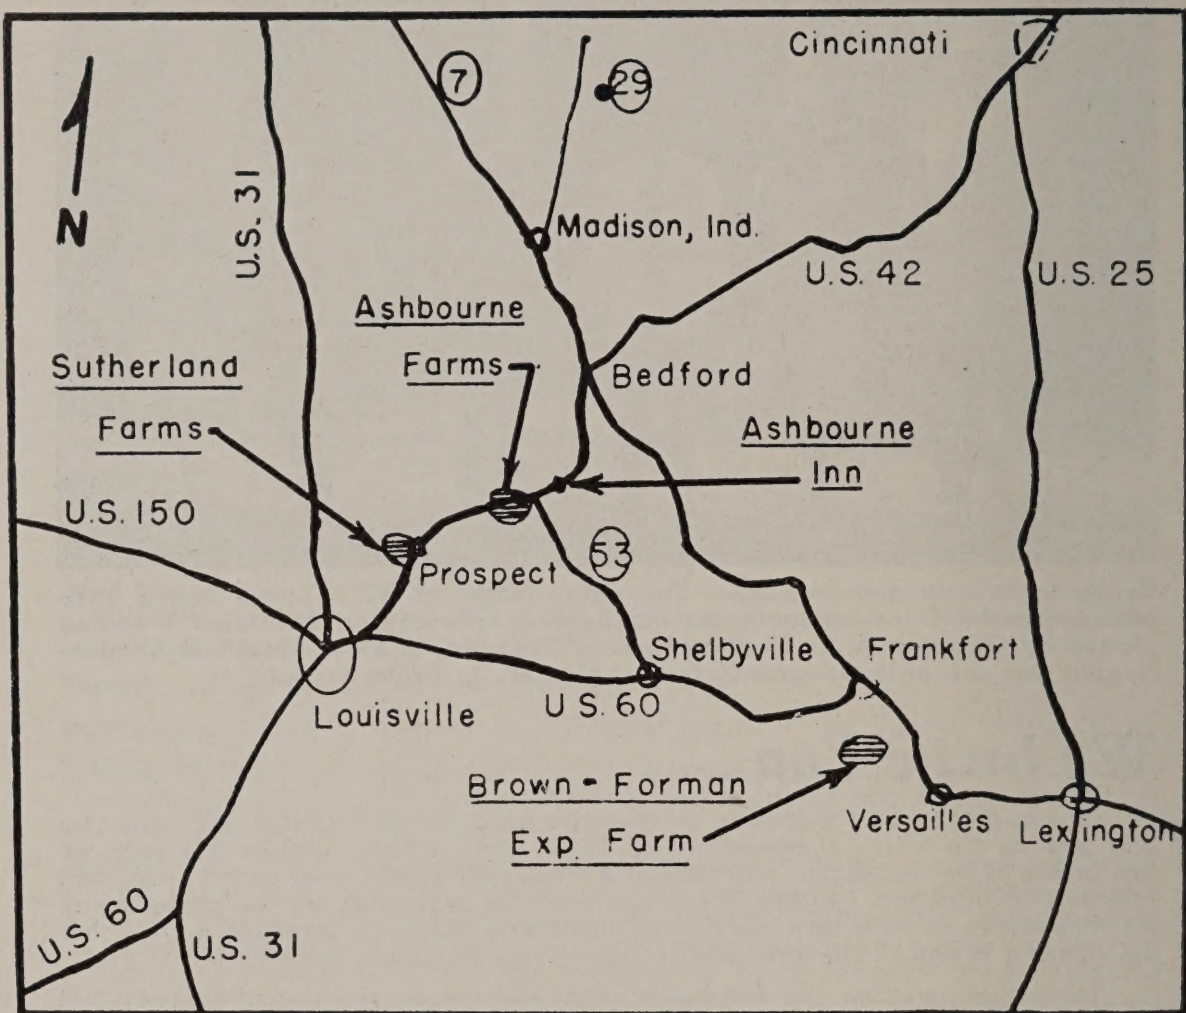 Cincinnati
7
29
N
U.S. 31
Madison, Ind.
U.S. 42
U.S. 25
Ashbourne
Farms
Sutherland
Farms
Bedford
Ashbourne
Inn
U.S. 150
53
Prospect
Shelbyville
Frankfort
U S. 60
Louisville
Brown - Forman
Exp. Farm
Versail'es
Lexington
U.S. 60
U.S. 31